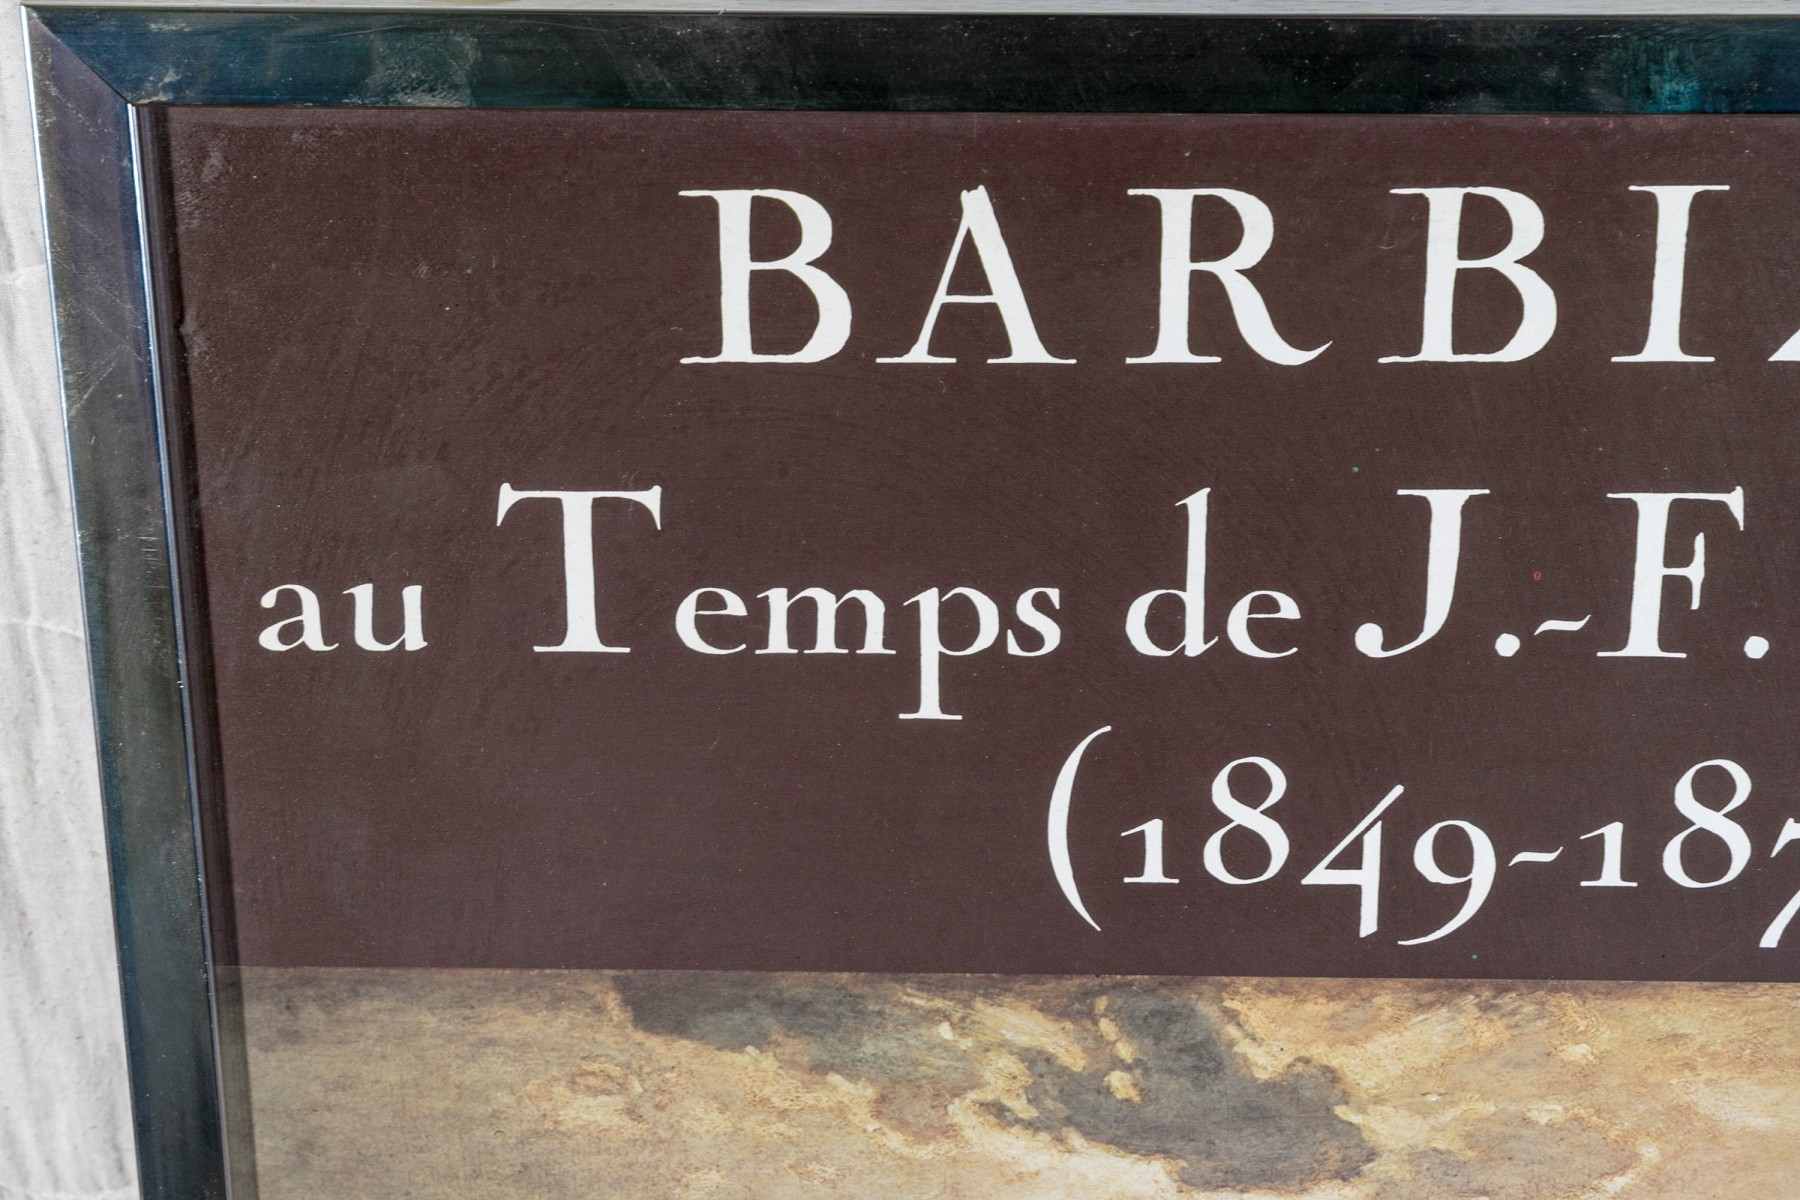 BARBI
au Temps de J.-F.
(1849-18